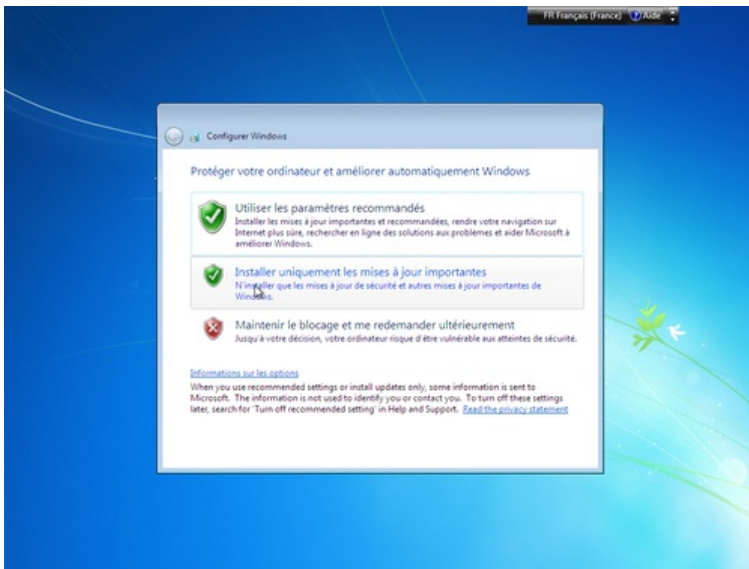 FR Français (France) Aide
Configurer Windows
Protéger votre ordinateur et améliorer automatiquement Windows
Utiliser les paramètres recommandés
Installer les mises à jour importantes et recommandées, rendre votre navigation sur
Internet plus sûre, rechercher en ligne des solutions aux problèmes et aider Microsoft à
améliorer Windows.
Installer uniquement les mises à jour importantes
N'installer que les mises à jour de sécurité et autres mises à jour importantes de
Windows.
Maintenir le blocage et me redemander ultérieurement
Jusqu'à votre décision, votre ordinateur risque d'être vulnérable aux atteintes de sécurité.
Informations sur les options
When you use recommended settings or install updates only, some information is sent to
Microsoft. The information is not used to identify you or contact you. To turn off these settings
later, search for 'Turn off recommended setting' in Help and Support. Read the privacy statement